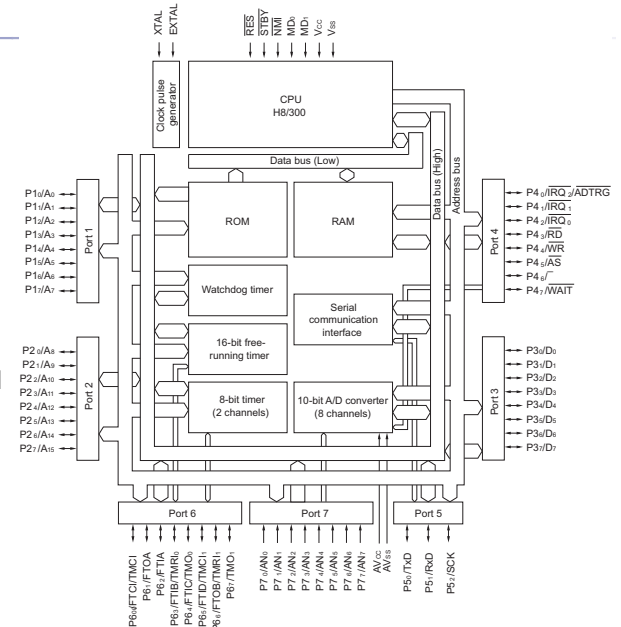 XTAL
EXTAL
RES
STBY
NMI
MD0
MD1
VCC
VSS
Clock pulse
generator
CPU
H8/300
Data bus (Low)
Data bus (High)
Address bus
P10/A0
P11/A1
P12/A2
P13/A3
P14/A4
P15/A5
P16/A6
P17/A7
Port 1
ROM
RAM
Watchdog timer
Serial
communication
interface
16-bit free-
running timer
8-bit timer
(2 channels)
10-bit A/D converter
(8 channels)
Port 4
P40/IRQ2/ADTRG
P41/IRQ1
P42/IRQ0
P43/RD
P44/WR
P45/AS
P46/
P47/WAIT
P20/A8
P21/A9
P22/A10
P23/A11
P24/A12
P25/A13
P26/A14
P27/A15
Port 2
Port 3
P30/D0
P31/D1
P32/D2
P33/D3
P34/D4
P35/D5
P36/D6
P37/D7
Port 6
Port 7
Port 5
P60/FTCI/TMCI
P61/FTOA
P62/FTIA
P63/FTIB/TMRI0
P64/FTIC/TMO0
P65/FTID/TMCI1
P66/FTOB/TMRI1
P67/TMO1
P70/AN0
P71/AN1
P72/AN2
P73/AN3
P74/AN4
P75/AN5
P76/AN6
P77/AN7
AVCC
AVSS
P50/TxD
P51/RxD
P52/SCK